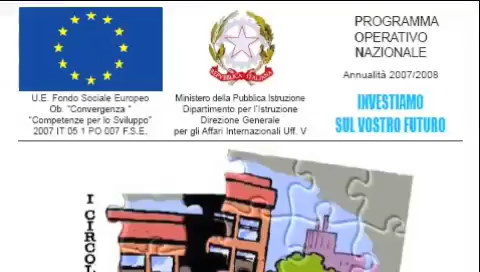 PROGRAMMA
OPERATIVO
NAZIONALE
Annualità 2007/2008
INVESTIAMO
SUL VOSTRO FUTURO
REPVBBLICA ITALIANA
U.E. Fondo Sociale Europeo
Ob. "Convergenza "
"Competenze per lo Sviluppo"
2007 IT 05 1 PO 007 F.S.E.
Ministero della Pubblica Istruzione
Dipartimento per l'Istruzione
Direzione Generale
per gli Affari Internazionali Uff. V
I CIRCOL